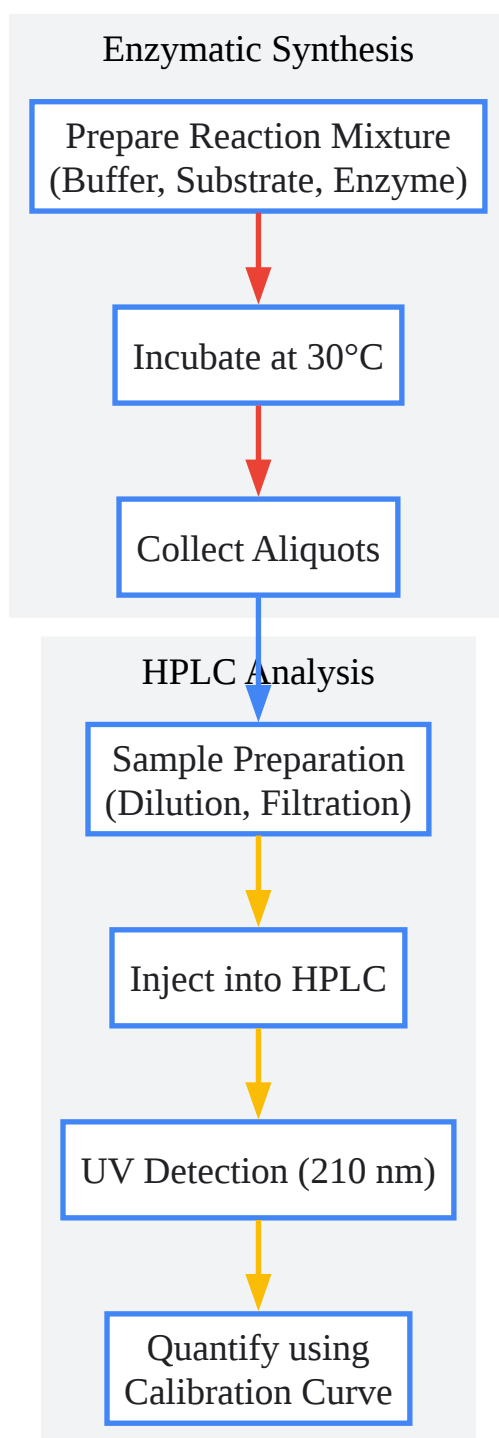 Enzymatic Synthesis
Prepare Reaction Mixture
(Buffer, Substrate, Enzyme)
Incubate at 30°C
Collect Aliquots
HPLC Analysis
Sample Preparation
(Dilution, Filtration)
Inject into HPLC
UV Detection (210 nm)
Quantify using
Calibration Curve